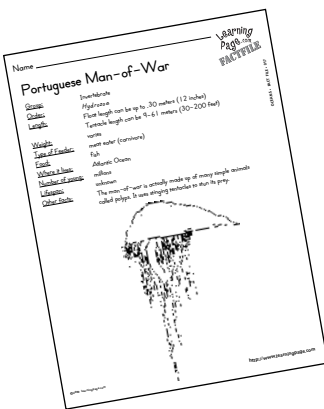 Learning
Page.com
FACTFILE
Name
Portuguese Man-of-War
Group: Invertebrate
Order: Hydrozoa
Length: Float length can be up to .30 meters (12 inches)
Tentacle length can be 9-61 meters (30-200 feet)
Weight: varies
Type of Feeder: meat eater (carnivore)
Food: fish
Where it lives: Atlantic Ocean
Number of young: millions
Lifespan: unknown
Other facts: The man-of-war is actually made up of many simple animals
called polyps. It uses stinging tentacles to stun its prey.
http://www.learningpage.com